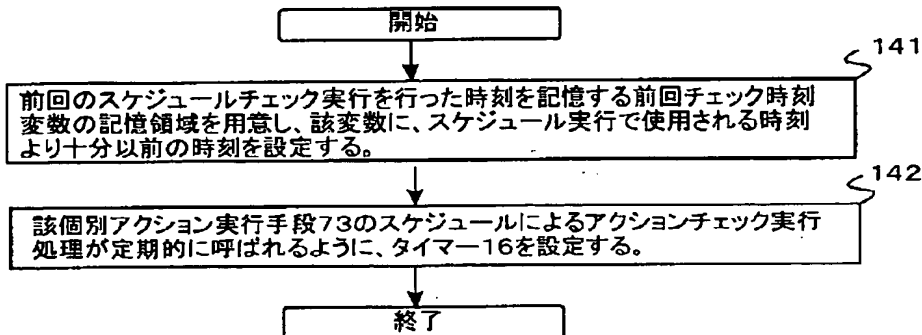 開始
141
前回のスケジュールチェック実行を行った時刻を記憶する前回チェック時刻
変数の記憶領域を用意し、該変数に、スケジュール実行で使用される時刻
より十分以前の時刻を設定する。
142
該個別アクション実行手段73のスケジュールによるアクションチェック実行
処理が定期的に呼ばれるように、タイマー16を設定する。
終了